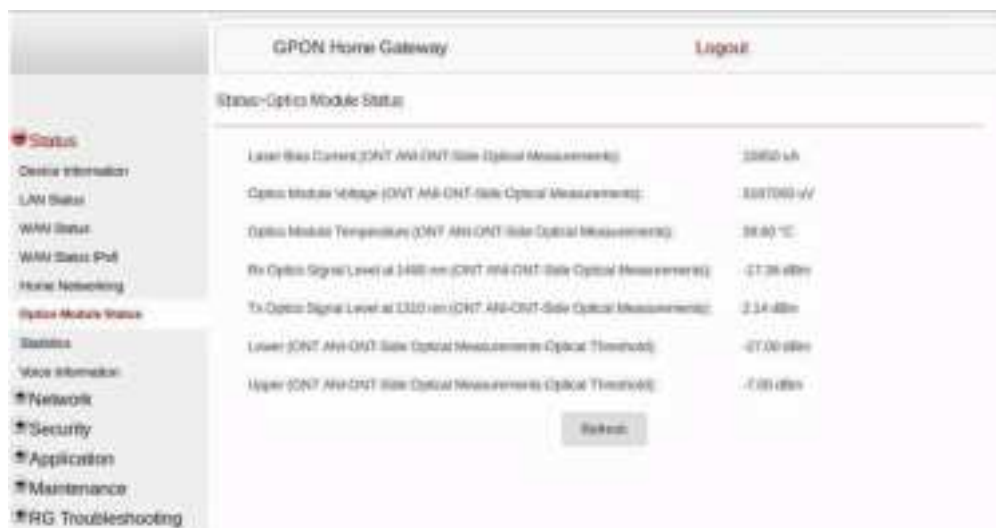 GPON Home Gateway
Logout
Status>Optics Module Status
Status
Device Information
LAN Status
WAN Status
WAN Status IPv6
Home Networking
Optics Module Status
Statistics
Voice Information
Network
Security
Application
Maintenance
RG Troubleshooting
Laser Bias Current (ONT ANI-ONT-Side Optical Measurements): uA
Optics Module Voltage (ONT ANI-ONT-Side Optical Measurements): uV
Optics Module Temperature (ONT ANI-ONT-Side Optical Measurements): °C
Rx Optics Signal Level at 1490 nm (ONT ANI-ONT-Side Optical Measurements): dBm
Tx Optics Signal Level at 1310 nm (ONT ANI-ONT-Side Optical Measurements): 2.14 dBm
Lower (ONT ANI-ONT-Side Optical Measurements Optical Threshold): -27.00 dBm
Upper (ONT ANI-ONT-Side Optical Measurements Optical Threshold): dBm
Refresh